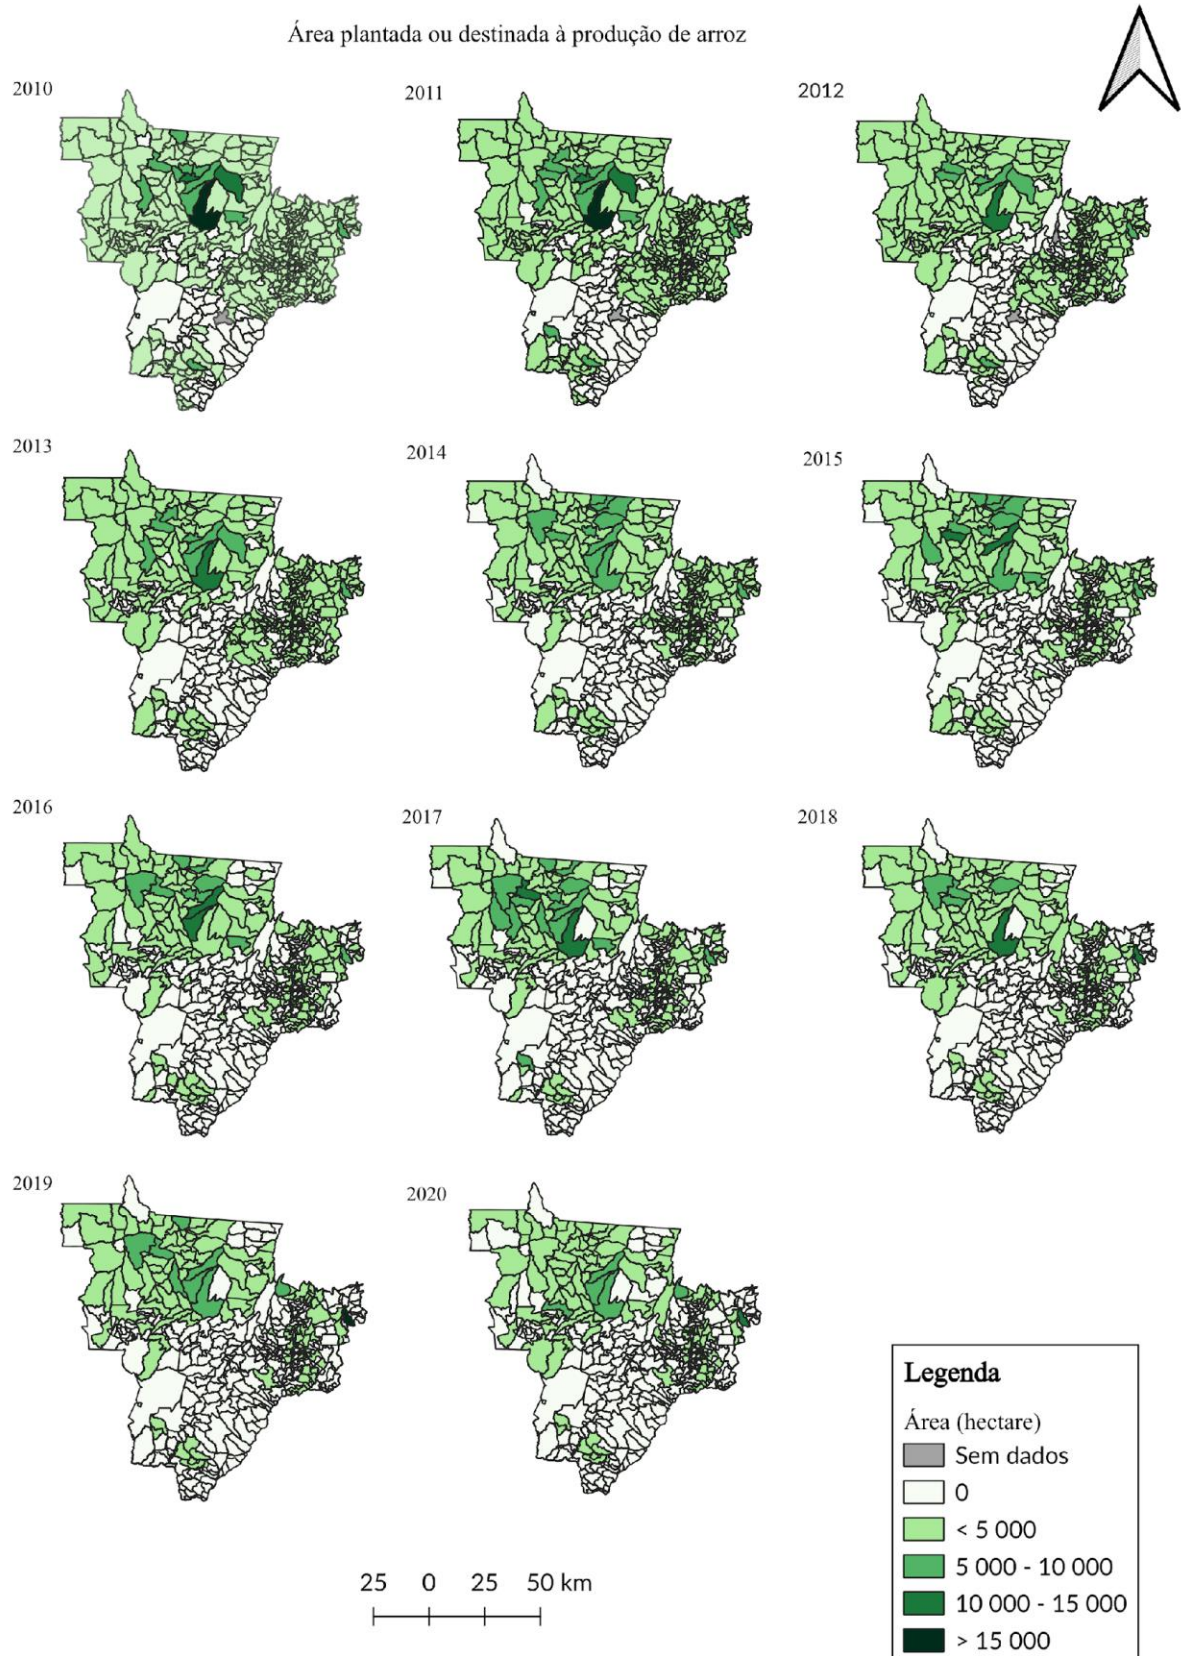 Área plantada ou destinada à produção de arroz
2010
2011
2012
2013
2014
2015
2016
2017
2018
2019
2020
Legenda
Área (hectare)
Sem dados
0
< 5 000
5 000 - 10 000
10 000 - 15 000
> 15 000
25 0 25 50 km